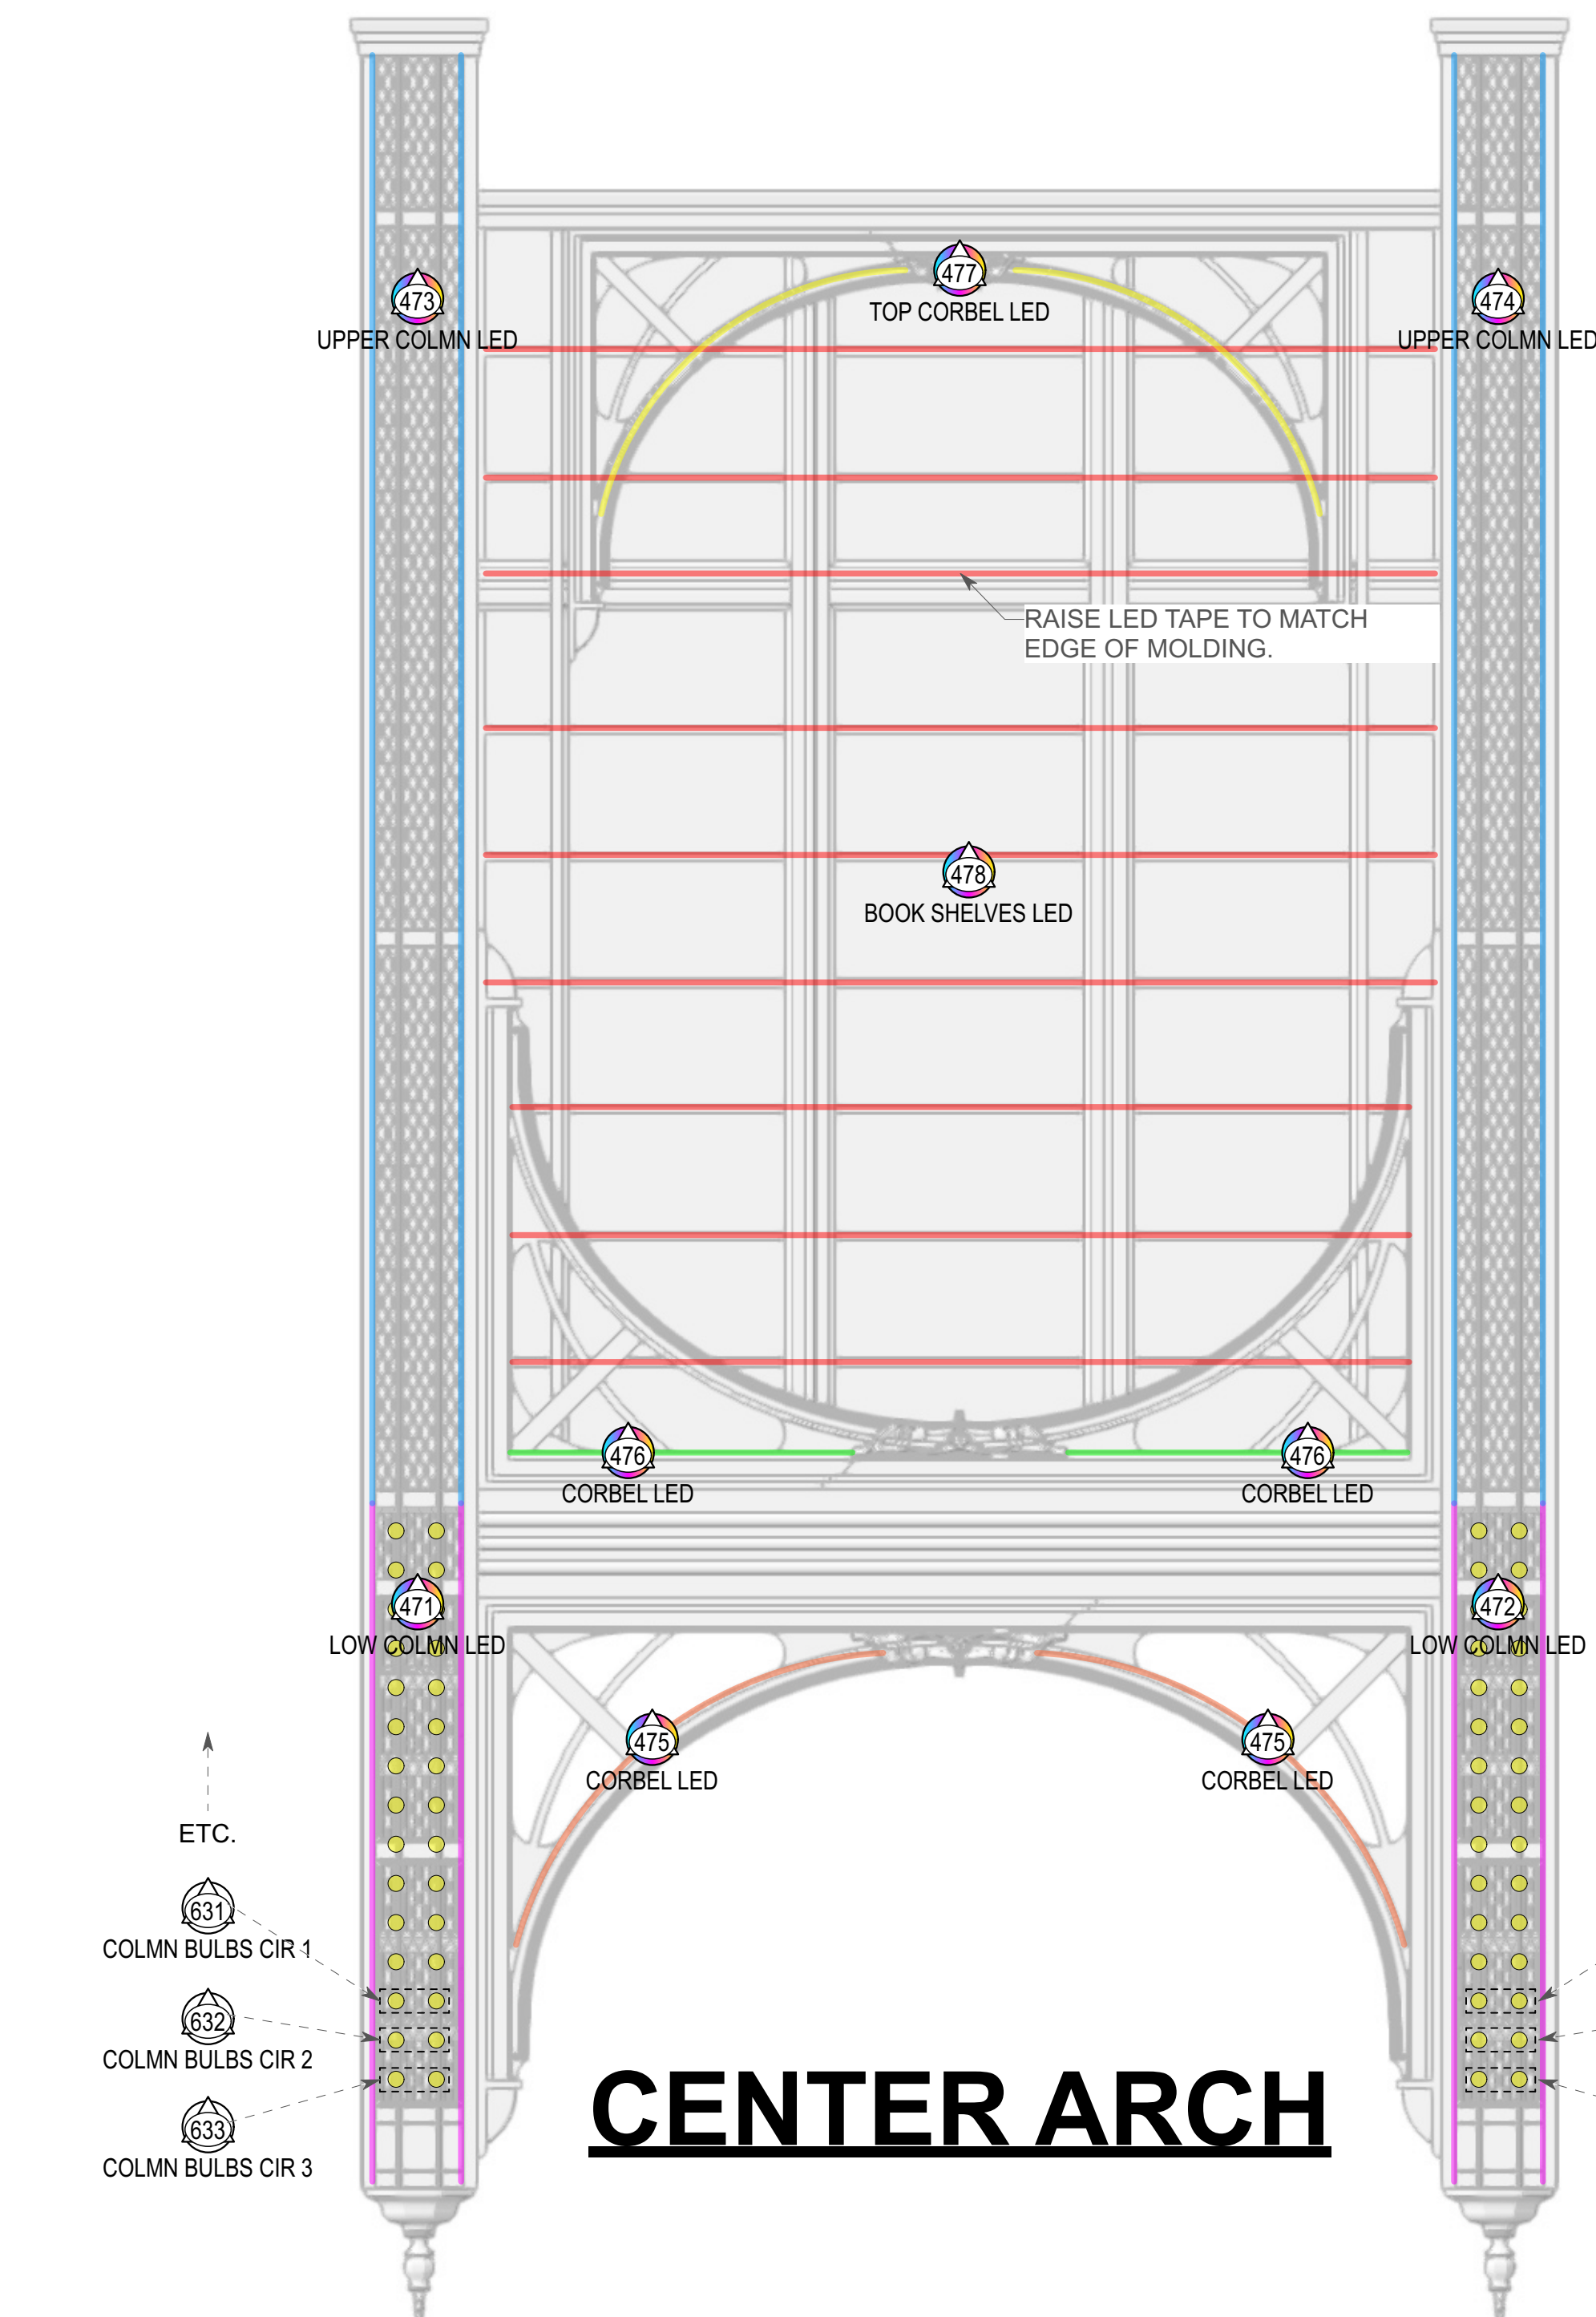 477
TOP CORBEL LED
473
UPPER COLMN LED
474
UPPER COLMN LED
RAISE LED TAPE TO MATCH
EDGE OF MOLDING.
478
BOOK SHELVES LED
476
CORBEL LED
476
CORBEL LED
471
LOW COLMN LED
472
LOW COLMN LED
475
CORBEL LED
475
CORBEL LED
ETC.
631
COLMN BULBS CIR 1
632
COLMN BULBS CIR 2
633
COLMN BULBS CIR 3
CENTER ARCH